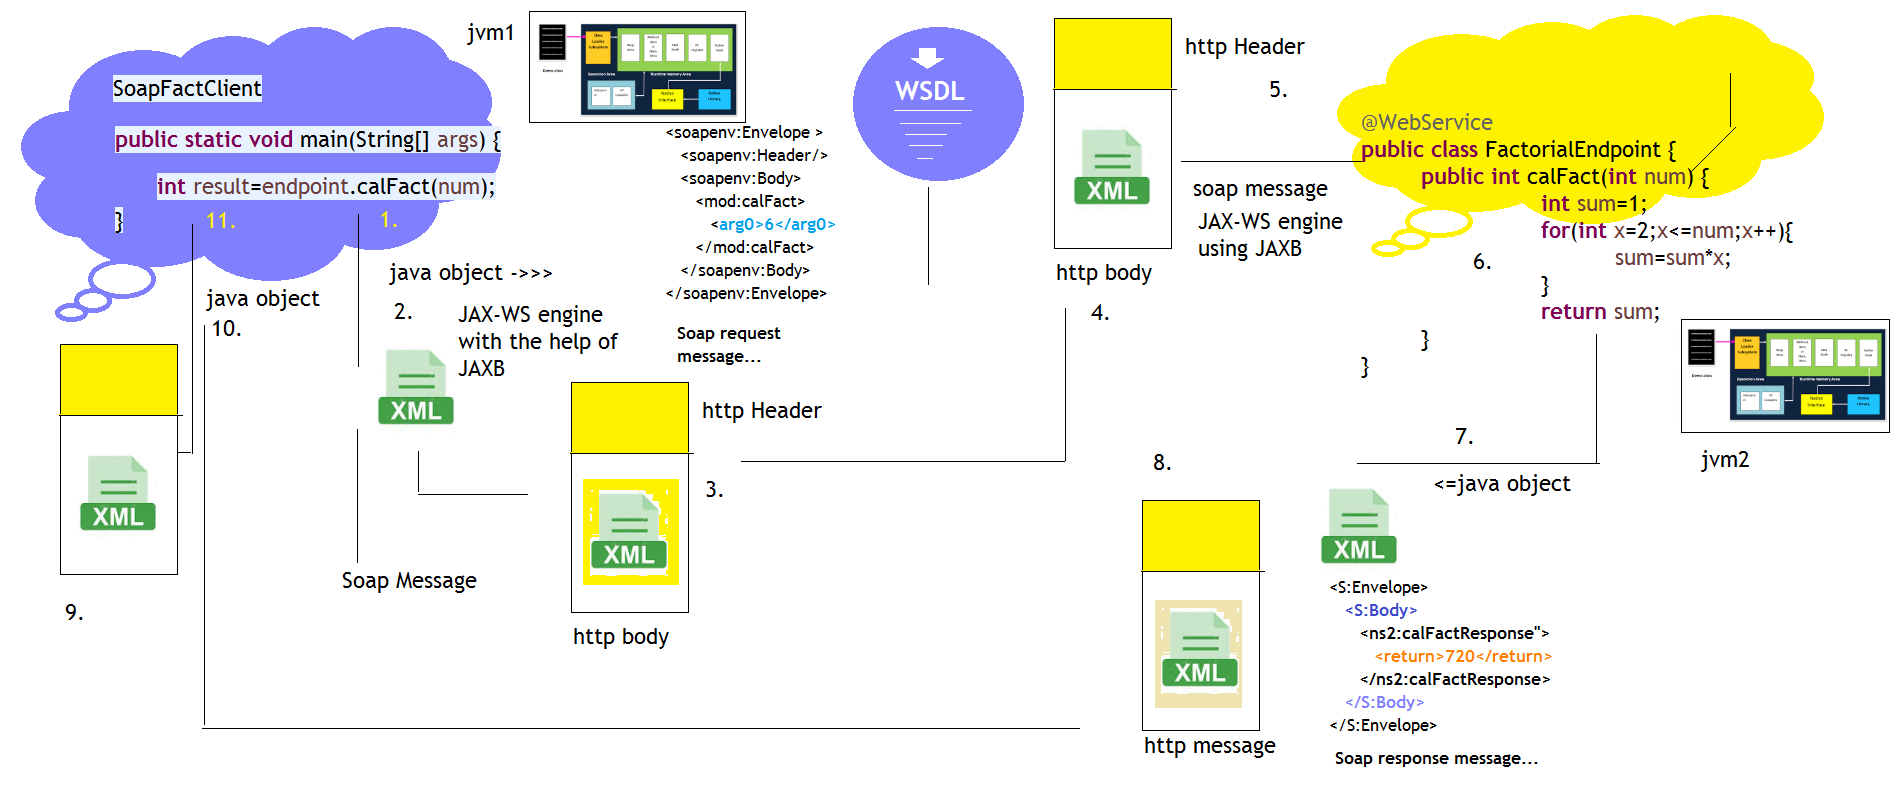 SoapFactClient
public static void main(String[] args) {
int result=endpoint.calFact(num);
}
11.
1.
java object
10.
java object ->>>
2.
JAX-WS engine
with the help of
JAXB
XML
Soap Message
XML
9.
jvm1
<soapenv:Envelope >
<soapenv:Header/>
<soapenv:Body>
<mod:calFact>
<arg0>6</arg0>
</mod:calFact>
</soapenv:Body>
</soapenv:Envelope>
Soap request
message...
http Header
3.
XML
http body
WSDL
http Header
5.
XML
soap message
JAX-WS engine
using JAXB
http body
4.
@WebService
public class FactorialEndpoint {
public int calFact(int num) {
int sum=1;
for(int x=2;x<=num;x++){
sum=sum*x;
}
return sum;
}
}
6.
jvm2
7.
<=java object
8.
XML
http message
XML
<S:Envelope>
<S:Body>
<ns2:calFactResponse">
<return>720</return>
</ns2:calFactResponse>
</S:Body>
</S:Envelope>
Soap response message...